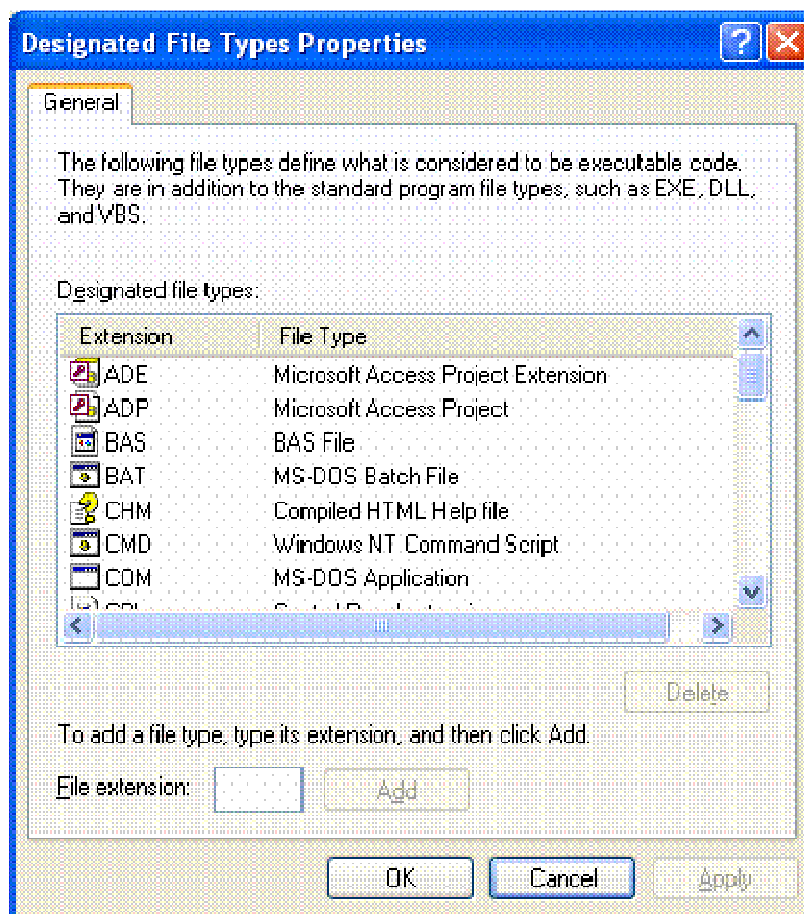 Designated File Types Properties
General
The following file types define what is considered to be executable code.
They are in addition to the standard program file types, such as EXE, DLL,
and VBS.
Designated file types:
Extension File Type
ADE Microsoft Access Project Extension
ADP Microsoft Access Project
BAS BAS File
BAT MS-DOS Batch File
CHM Compiled HTML Help file
CMD Windows NT Command Script
COM MS-DOS Application
Delete
To add a file type, type its extension, and then click Add.
File extension: Add
OK Cancel Apply